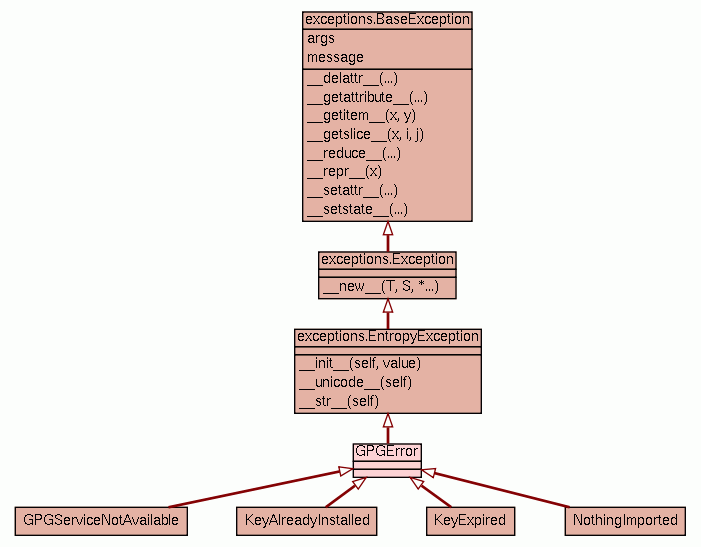 exceptions.BaseException
args
message
__delattr__(...)
__getattribute__(...)
__getitem__(x, y)
__getslice__(x, i, j)
__reduce__(...)
__repr__(x)
__setattr__(...)
__setstate__(...)
exceptions.Exception
__new__(T, S, *...)
exceptions.EntropyException
__init__(self, value)
__unicode__(self)
__str__(self)
GPGError
GPGServiceNotAvailable
KeyAlreadyInstalled
KeyExpired
NothingImported